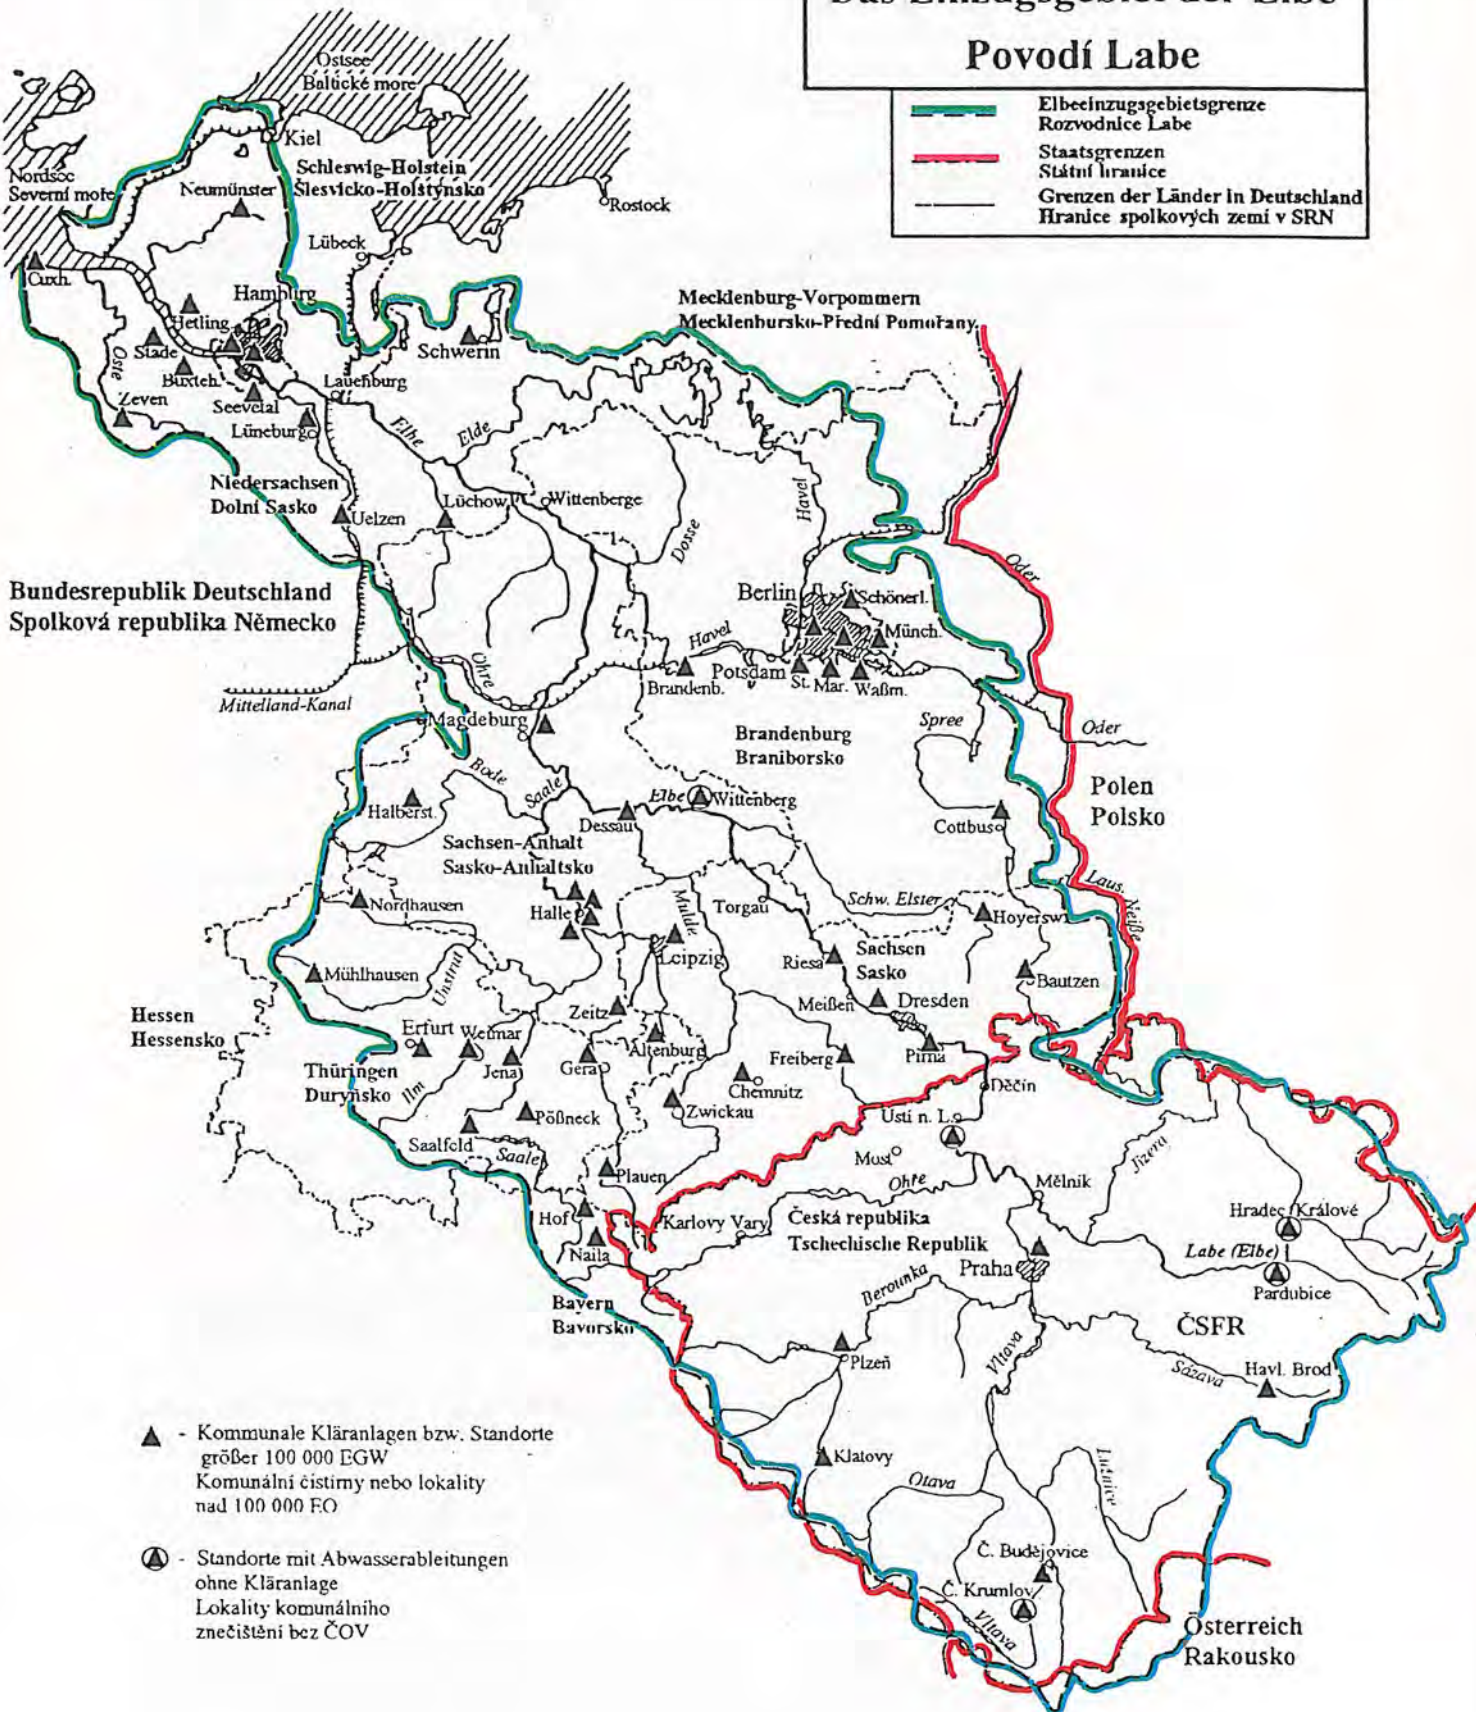 Das Einzugsgebiet der Elbe
Povodí Labe
Elbeeinzugsgebietsgrenze
Rozvodnice Labe
Staatsgrenzen
Státní hranice
Grenzen der Länder in Deutschland
Hranice spolkových zemí v SRN
Ostsee
Baltické more
Kiel
Nordsee
Severní moře
Schleswig-Holstein
Šlesvicko-Holštýnsko
Neumünster
Rostock
Lübeck
Cuxh.
Hamburg
Mecklenburg-Vorpommern
Mecklenbursko-Přední Pomořany
Hetling.
Stade
Schwerin
Oste
Buxteh.
Lauenburg
Zeven
Seevetal
Lüneburg
Elbe
Elde
Niedersachsen
Dolní Sasko
Lüchow
Wittenberge
Havel
Uelzen
Dosse
Oder
Bundesrepublik Deutschland
Spolková republika Německo
Berlin
Schönerl.
Havel
Münch.
Ohre
Potsdam
Brandenb.
St.
Mar.
Waßm.
Mittelland-Kanal
Magdeburg
Spree
Oder
Brandenburg
Braniborsko
Bode
Saale
Polen
Polsko
Halberst.
Elbe
Wittenberg
Dessau
Cottbus
Sachsen-Anhalt
Sasko-Anhaltsko
Laus.
Neiße
Nordhausen
Mulde
Torgau
Schw. Elster
Halle
Hoyersw.
Leipzig
Sachsen
Sasko
Riesa
Mühlhausen
Unstrut
Bautzen
Zeitz
Meißen
Dresden
Hessen
Hessensko
Erfurt
Weimar
Altenburg
Freiberg
Pirna
Thüringen
Durynsko
Ilm
Jena
Gera
Chemnitz
Děčín
Zwickau
Pößneck
Ústí n. L.
Saalfeld
Saale
Most
Jizera
Plauen
Ohře
Mělník
Hof
Karlovy Vary
Česká republika
Tschechische Republik
Hradec Králové
Naila
Labe (Elbe)
Praha
Berounka
Pardubice
Bayern
Bavorsko
ČSFR
Plzeň
Vltava
Sázava
Havl. Brod
Klatovy
Otava
Lužnice
Č. Budějovice
Č. Krumlov
Vltava
Österreich
Rakousko
- Kommunale Kläranlagen bzw. Standorte
größer 100 000 EGW
Komunální čistírny nebo lokality
nad 100 000 EO
- Standorte mit Abwasserableitungen
ohne Kläranlage
Lokality komunálního
znečištění bez ČOV